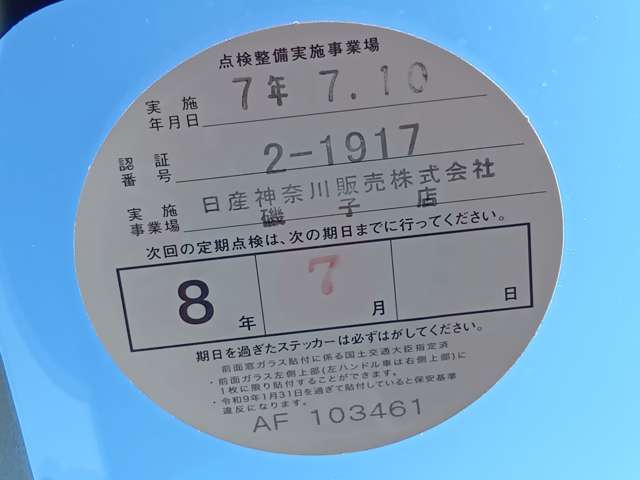 点検整備実施事業場
実施年月日 7年 7.10
認証番号 2-1917
実施事業場 日産神奈川販売株式会社
磯子店
次回の定期点検は、次の期日までに行ってください。
8年 7月 日
期日を過ぎたステッカーは必ずはがしてください。
前面窓ガラス貼付に係る国土交通大臣指定済
・前面ガラス左側上部(左ハンドル車は右側上部)に
1枚に限り貼付することができます。
・令和9年1月31日を過ぎて貼付していると保安基準
違反になります。
AF 103461